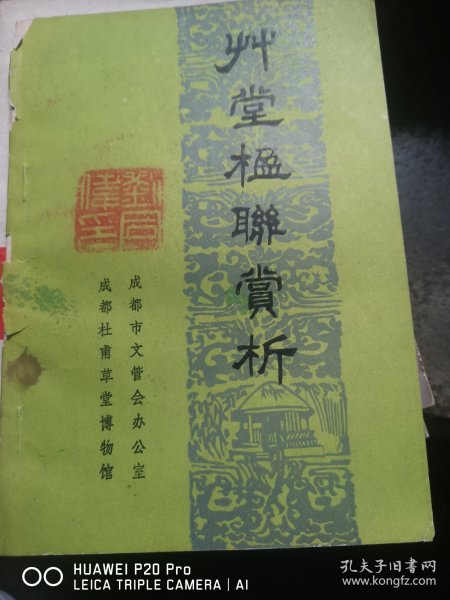 艸堂楹聯賞析
成都市文管会办公室
成都杜甫草堂博物馆
HUAWEI P20 Pro
LEICA TRIPLE CAMERA | AI
孔夫子旧书网
www.kongfz.com